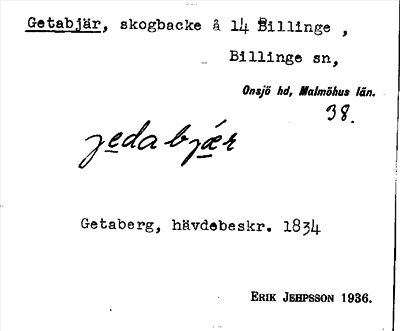 Getabjär, skogbacke å 14 Billinge ,
Billinge sn,
Onsjö hd, Malmöhus län.
38.
jedabjær
Getaberg, hävdebeskr. 1834
ERIK JEHPSSON 1936.